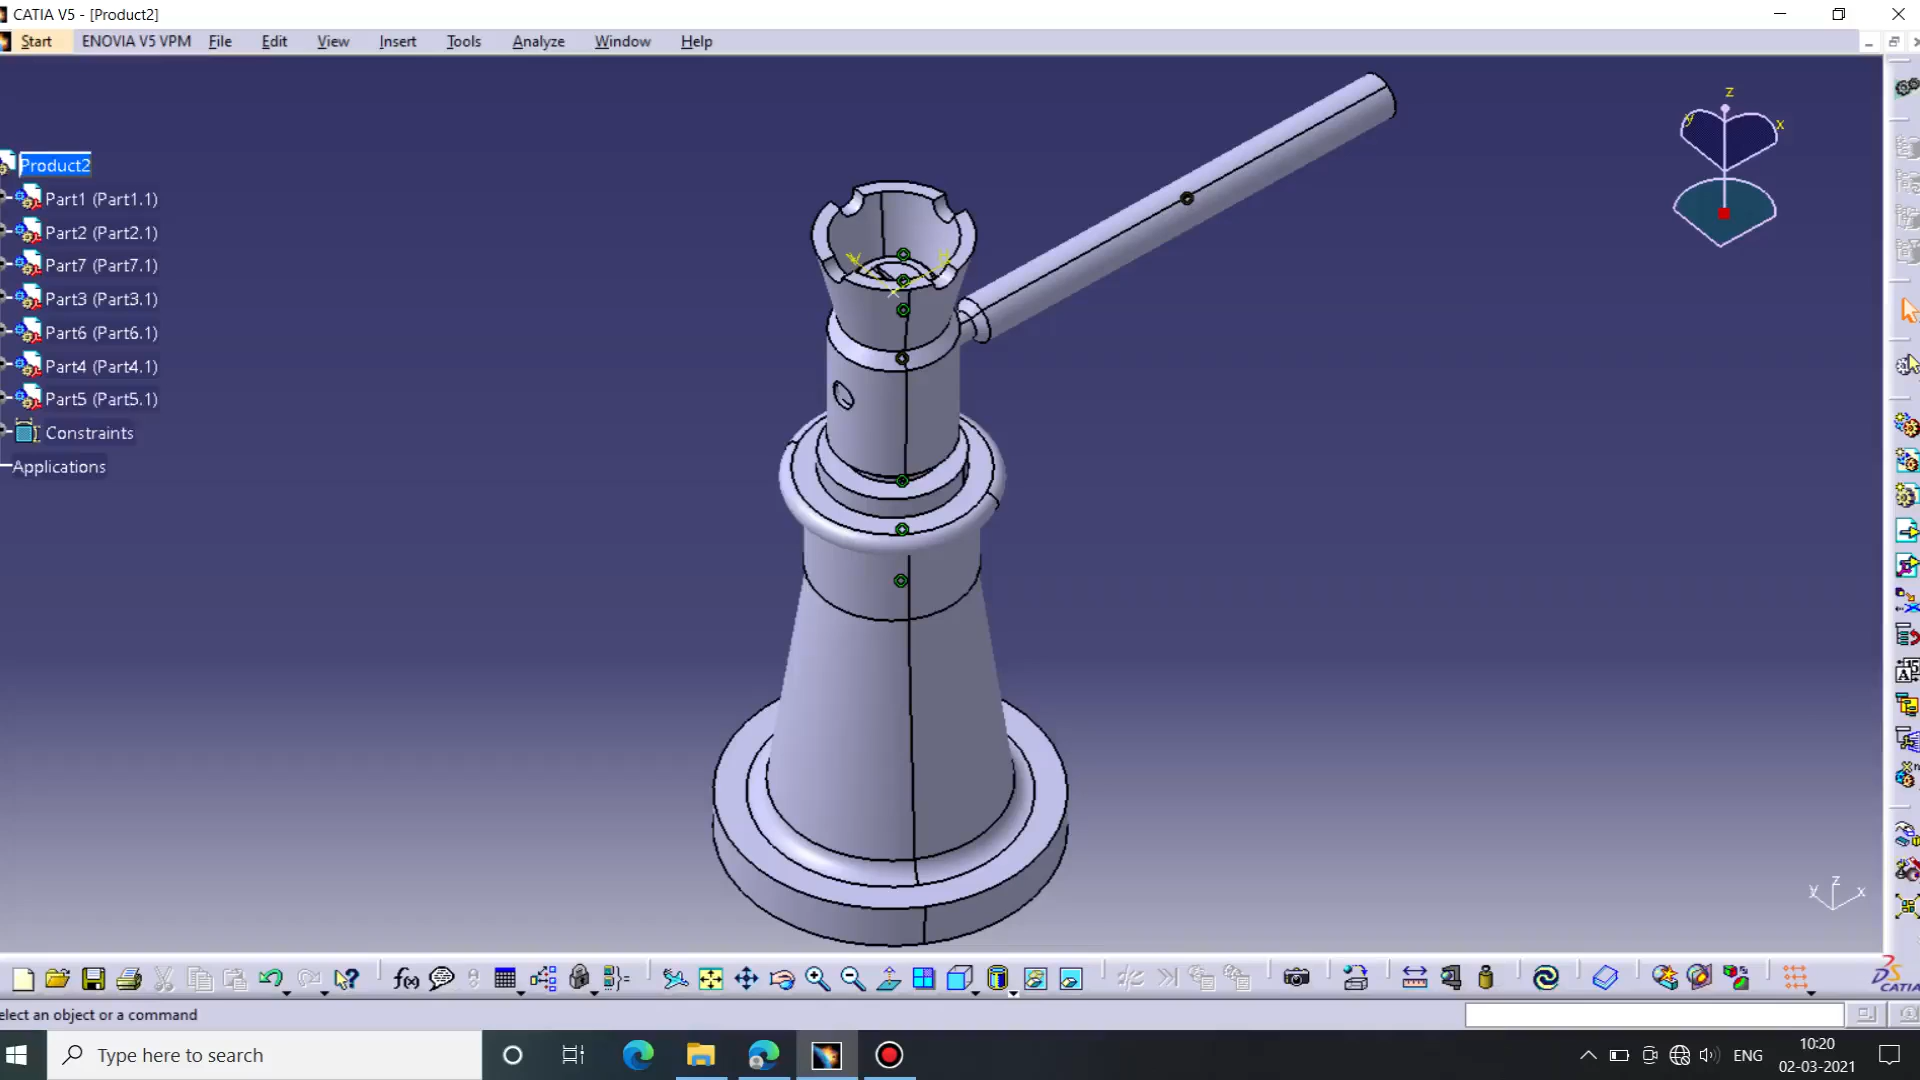 CATIA V5 - [Product2]
Start ENOVIA V5 VPM File Edit View Insert Tools Analyze Window Help
z
y
x
Product2
Part1 (Part1.1)
Part2 (Part2.1)
Part7 (Part7.1)
Part3 (Part3.1)
Part6 (Part6.1)
Part4 (Part4.1)
Part5 (Part5.1)
Constraints
Applications
y z x
f(x)
CATIA
elect an object or a command
Type here to search
ENG
10:20
02-03-2021